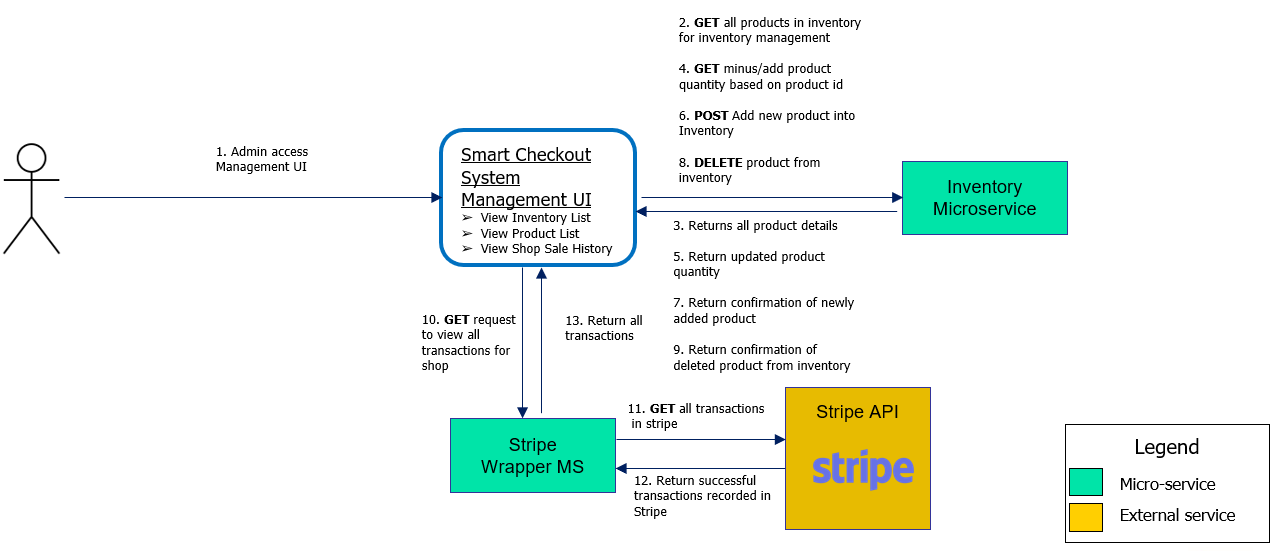 2. GET all products in inventory
for inventory management
4. GET minus/add product
quantity based on product id
6. POST Add new product into
Inventory
8. DELETE product from
inventory
1. Admin access
Management UI
Smart Checkout
System
Management UI
➢ View Inventory List
➢ View Product List
➢ View Shop Sale History
Inventory
Microservice
3. Returns all product details
5. Return updated product
quantity
7. Return confirmation of newly
added product
9. Return confirmation of
deleted product from inventory
10. GET request
to view all
transactions for
shop
13. Return all
transactions
11. GET all transactions
in stripe
12. Return successful
transactions recorded in
Stripe
Stripe
Wrapper MS
Stripe API
stripe
Legend
Micro-service
External service